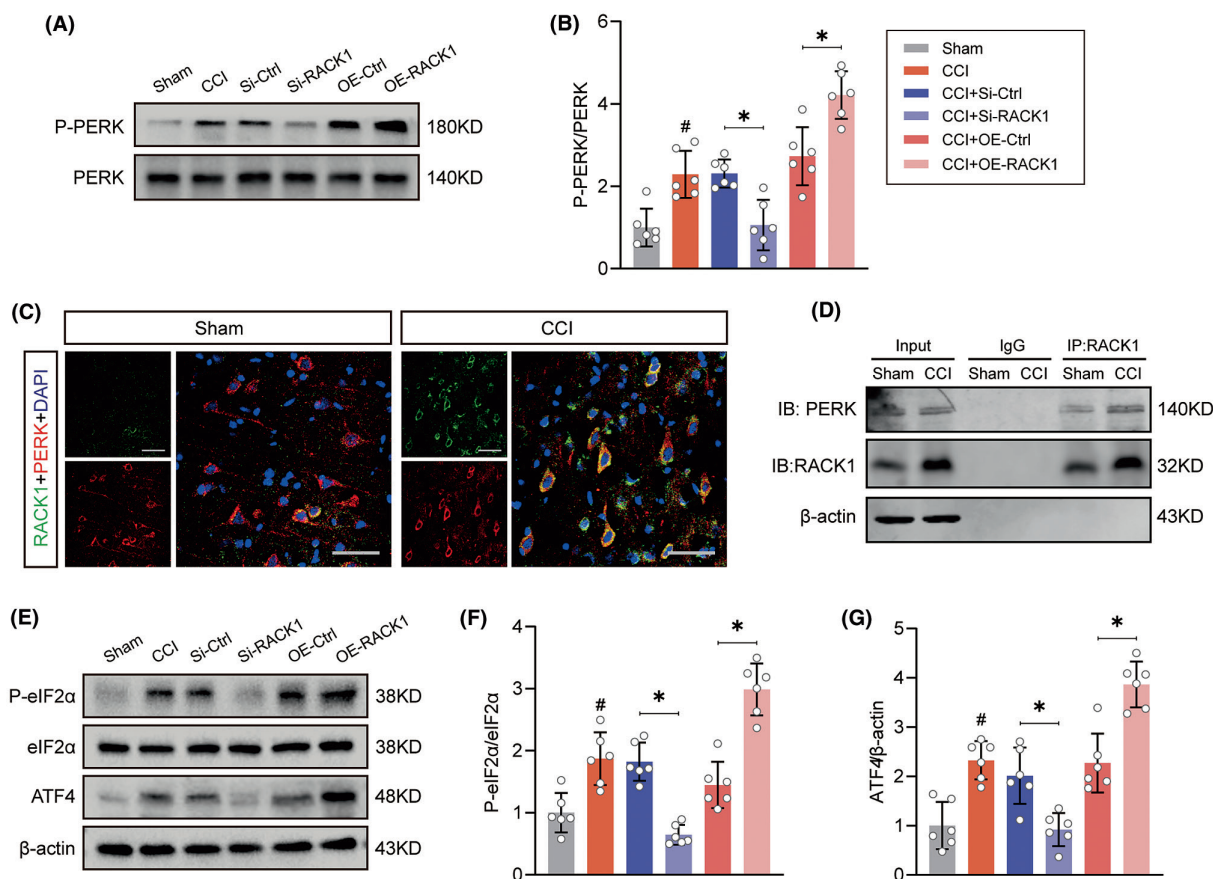 (A)
Sham CCI Si-Ctrl Si-RACK1 OE-Ctrl OE-RACK1
P-PERK 180KD
PERK 140KD
(B)
P-PERK/PERK
6
4
2
0
# * *
Sham
CCI
CCI+Si-Ctrl
CCI+Si-RACK1
CCI+OE-Ctrl
CCI+OE-RACK1
(C)
Sham CCI
RACK1+PERK+DAPI
(D)
Input IgG IP:RACK1
Sham CCI Sham CCI Sham CCI
IB: PERK 140KD
IB:RACK1 32KD
β-actin 43KD
(E)
Sham CCI Si-Ctrl Si-RACK1 OE-Ctrl OE-RACK1
P-eIF2α 38KD
eIF2α 38KD
ATF4 48KD
β-actin 43KD
(F)
P-eIF2α/eIF2α
4
3
2
1
0
# * *
(G)
ATF4/β-actin
5
4
3
2
1
0
# * *